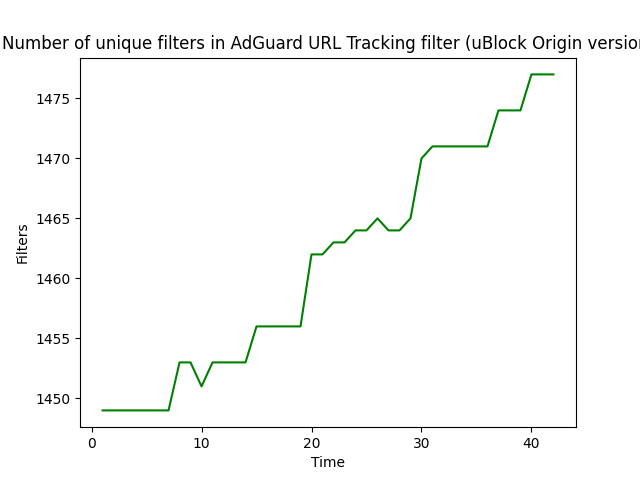 Number of unique filters in AdGuard URL Tracking filter (uBlock Origin version
1475
1470
1465
1460
1455
1450
Filters
0 10 20 30 40
Time